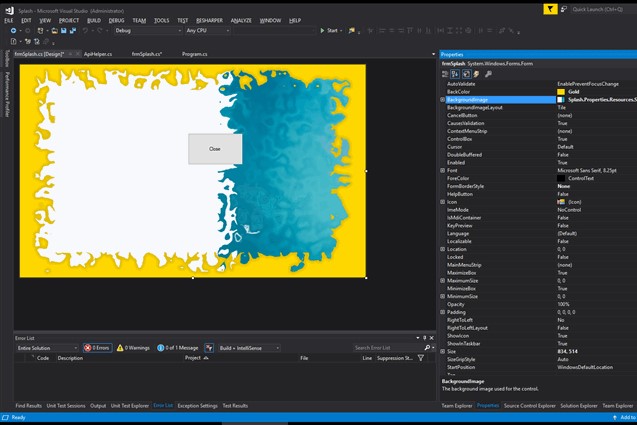 Splash - Microsoft Visual Studio (Administrator)
Quick Launch (Ctrl+Q)
FILE EDIT VIEW PROJECT BUILD DEBUG TEAM TOOLS TEST RESHARPER ANALYZE WINDOW HELP
Debug Any CPU Start
frmSplash.cs [Design]* ApiHelper.cs frmSplash.cs* Program.cs
Toolbox
Performance Profiler
Close
Properties
frmSplash System.Windows.Forms.Form
AutoValidate EnablePreventFocusChange
BackColor Gold
BackgroundImage Splash.Properties.Resources.S
BackgroundImageLayout Tile
CancelButton (none)
CausesValidation True
ContextMenuStrip (none)
ControlBox True
Cursor Default
DoubleBuffered False
Enabled True
Font Microsoft Sans Serif, 8.25pt
ForeColor ControlText
FormBorderStyle None
HelpButton False
Icon (Icon)
ImeMode NoControl
IsMdiContainer False
KeyPreview False
Language (Default)
Localizable False
Location 0, 0
Locked False
MainMenuStrip (none)
MaximizeBox True
MaximumSize 0, 0
MinimizeBox True
MinimumSize 0, 0
Opacity 100%
Padding 0, 0, 0, 0
RightToLeft No
RightToLeftLayout False
ShowIcon True
ShowInTaskbar True
Size 834, 514
SizeGripStyle Auto
StartPosition WindowsDefaultLocation
BackgroundImage
The background image used for the control.
Error List
Entire Solution 0 Errors 0 Warnings 0 of 1 Message Build + IntelliSense Search Error List
Code Description Project File Line Suppression St...
Find Results Unit Test Sessions Output Unit Test Explorer Error List Exception Settings Test Results
Team Explorer Properties Source Control Explorer Solution Explorer Team Explorer
Ready
Add to